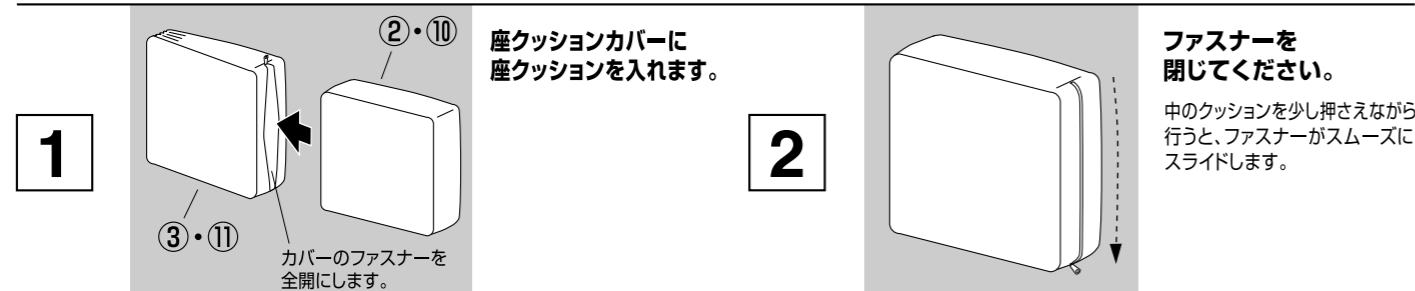 1
②・⑩
③・⑪
カバーのファスナーを
全開にします。
座クッションカバーに
座クッションを入れます。
2
ファスナーを
閉じてください。
中のクッションを少し押さえながら
行うと、ファスナーがスムーズに
スライドします。